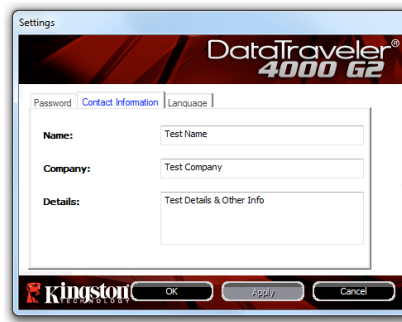 Settings
DataTraveler®
4000 G2
Password Contact Information Language
Name: Test Name
Company: Test Company
Details: Test Details & Other Info
Kingston
TECHNOLOGY
OK Apply Cancel